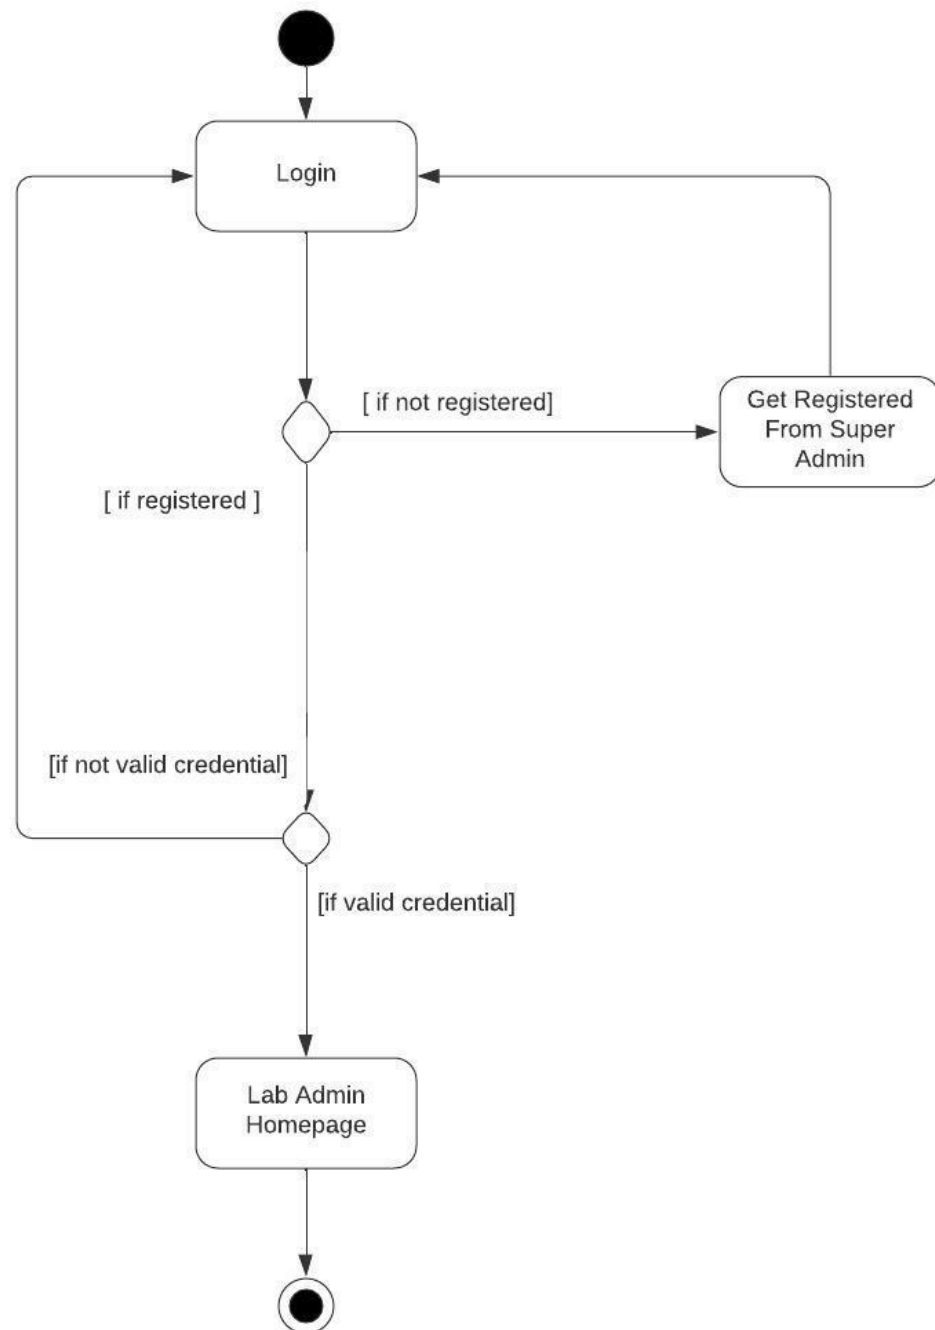 Login
[ if not registered]
Get Registered
From Super
Admin
[ if registered ]
[if not valid credential]
[if valid credential]
Lab Admin
Homepage